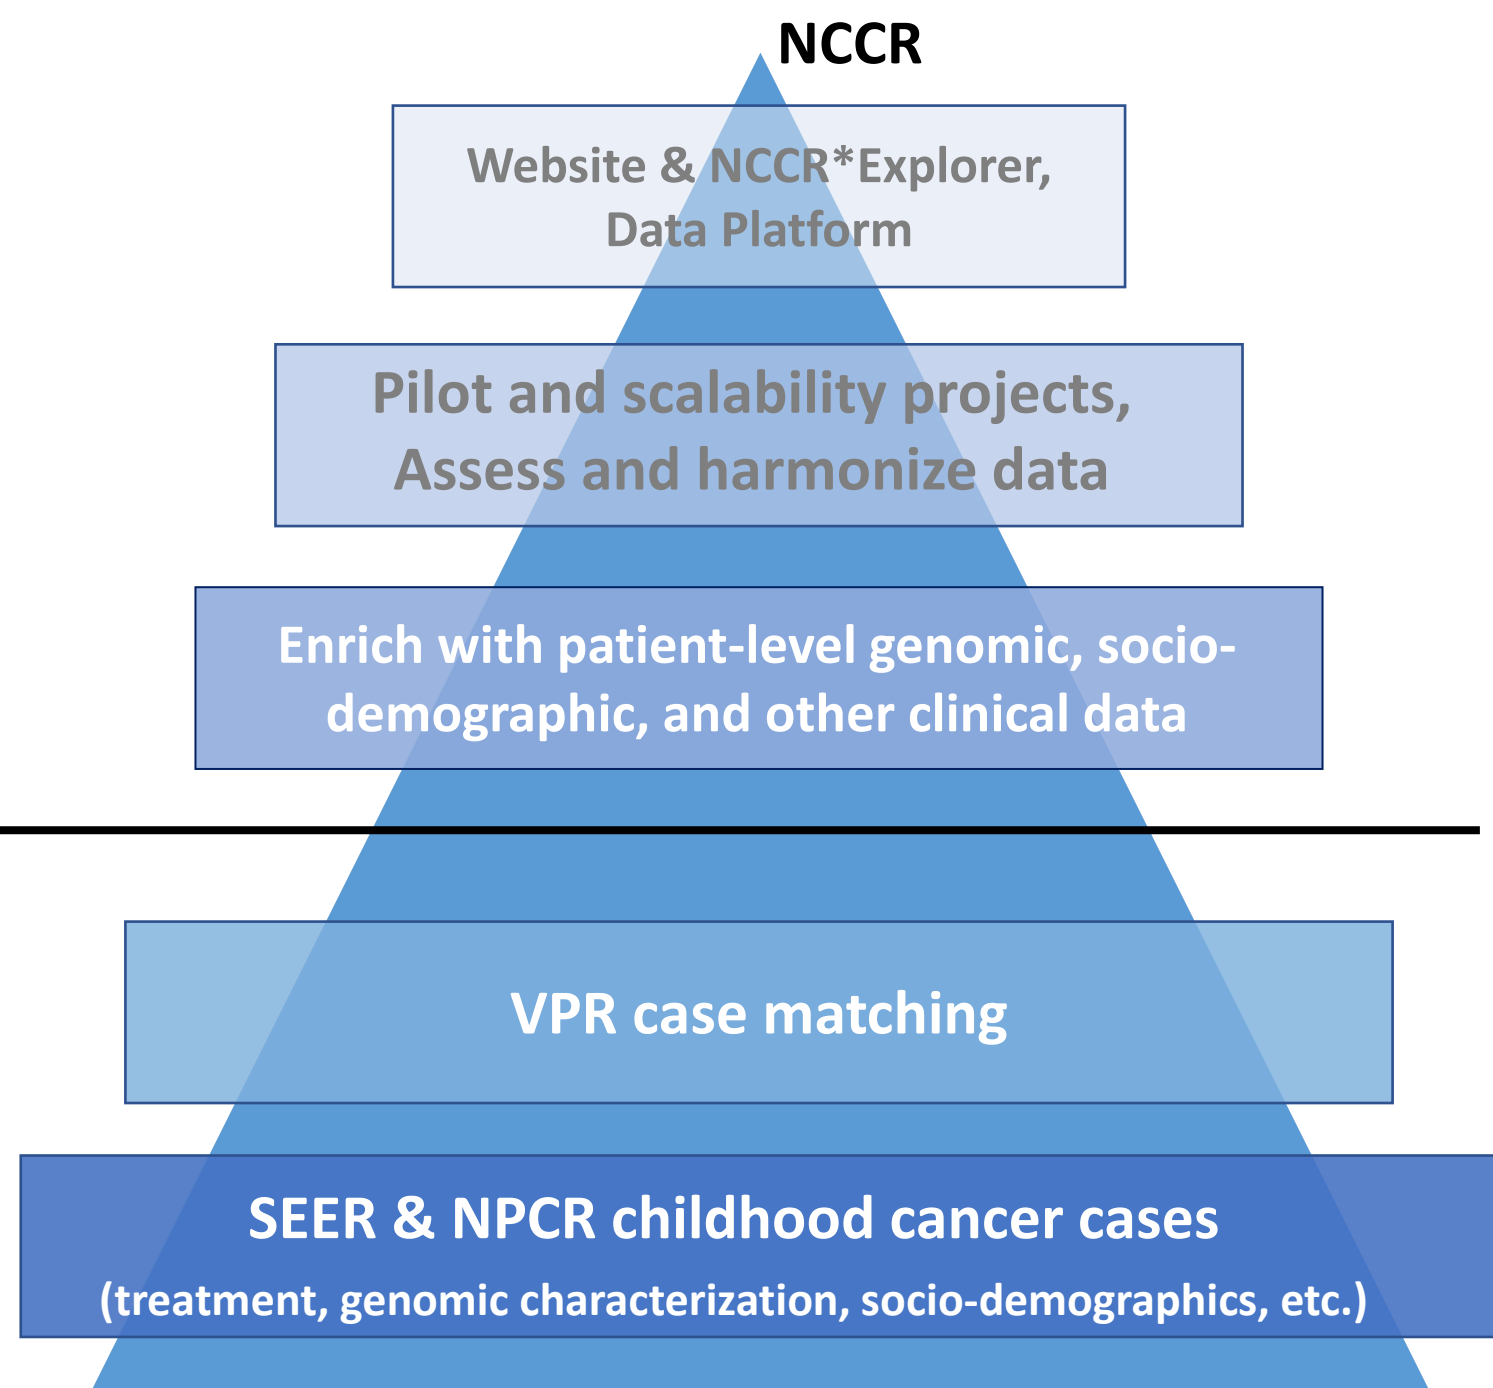 NCCR
Website & NCCR*Explorer,
Data Platform
Pilot and scalability projects,
Assess and harmonize data
Enrich with patient-level genomic, socio-
demographic, and other clinical data
VPR case matching
SEER & NPCR childhood cancer cases
(treatment, genomic characterization, socio-demographics, etc.)